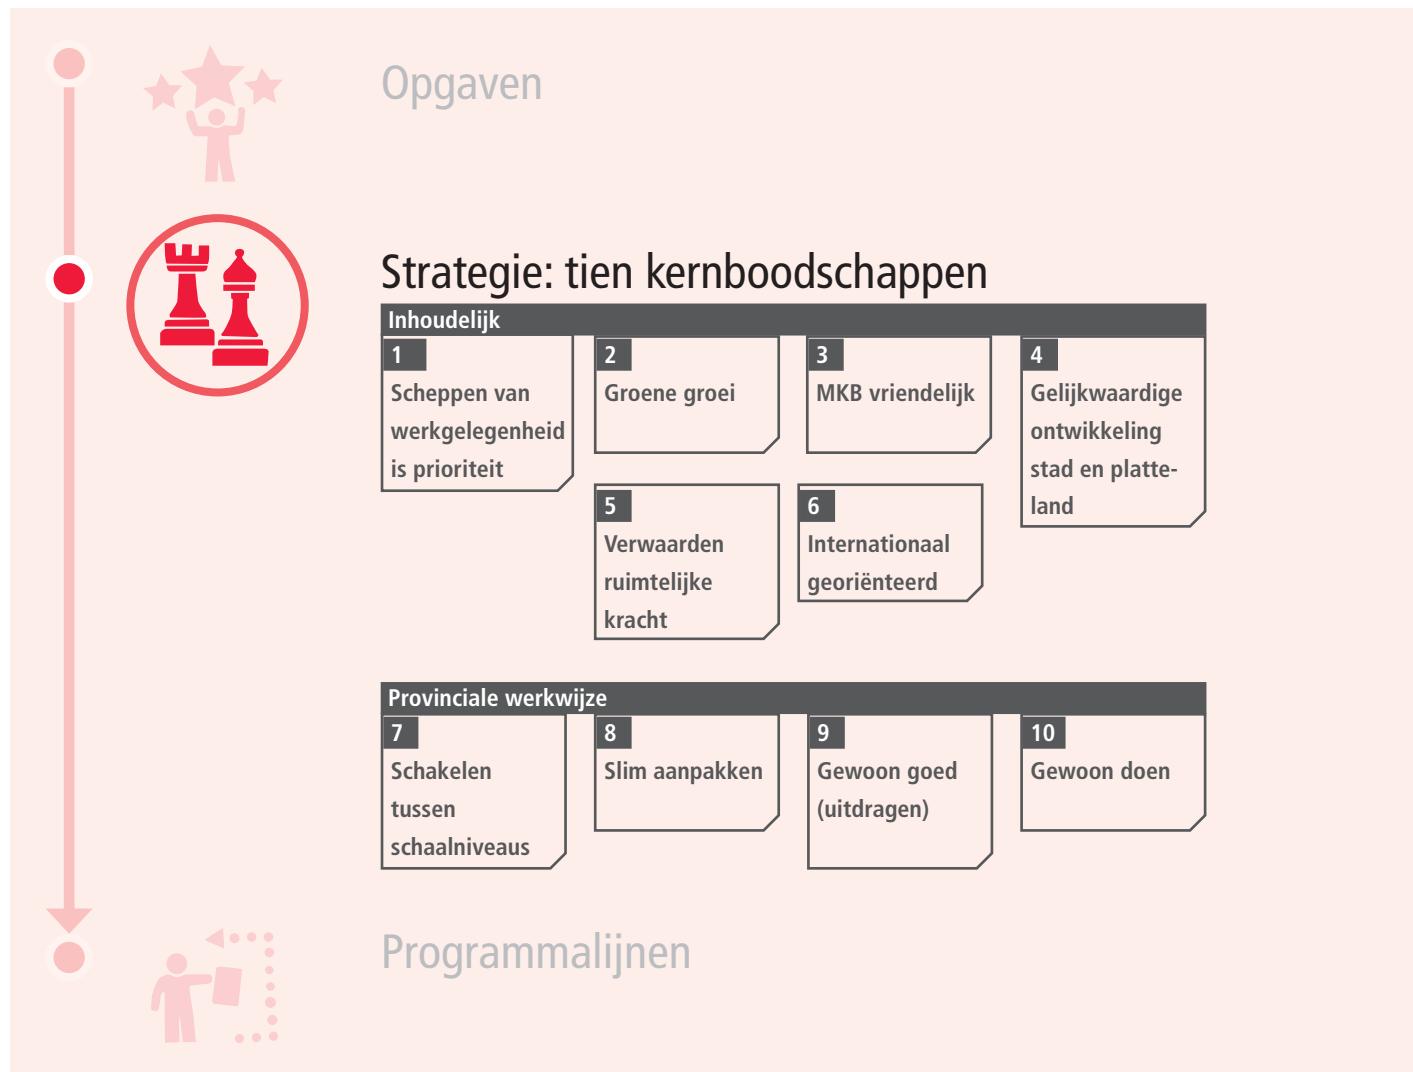 Opgaven
Strategie: tien kernboodschappen
Inhoudelijk
1
Scheppen van
werkgelegenheid
is prioriteit
2
Groene groei
3
MKB vriendelijk
4
Gelijkwaardige
ontwikkeling
stad en platte-
land
5
Verwaarden
ruimtelijke
kracht
6
Internationaal
georiënteerd
Provinciale werkwijze
7
Schakelen
tussen
schaalniveaus
8
Slim aanpakken
9
Gewoon goed
(uitdragen)
10
Gewoon doen
Programmalijnen